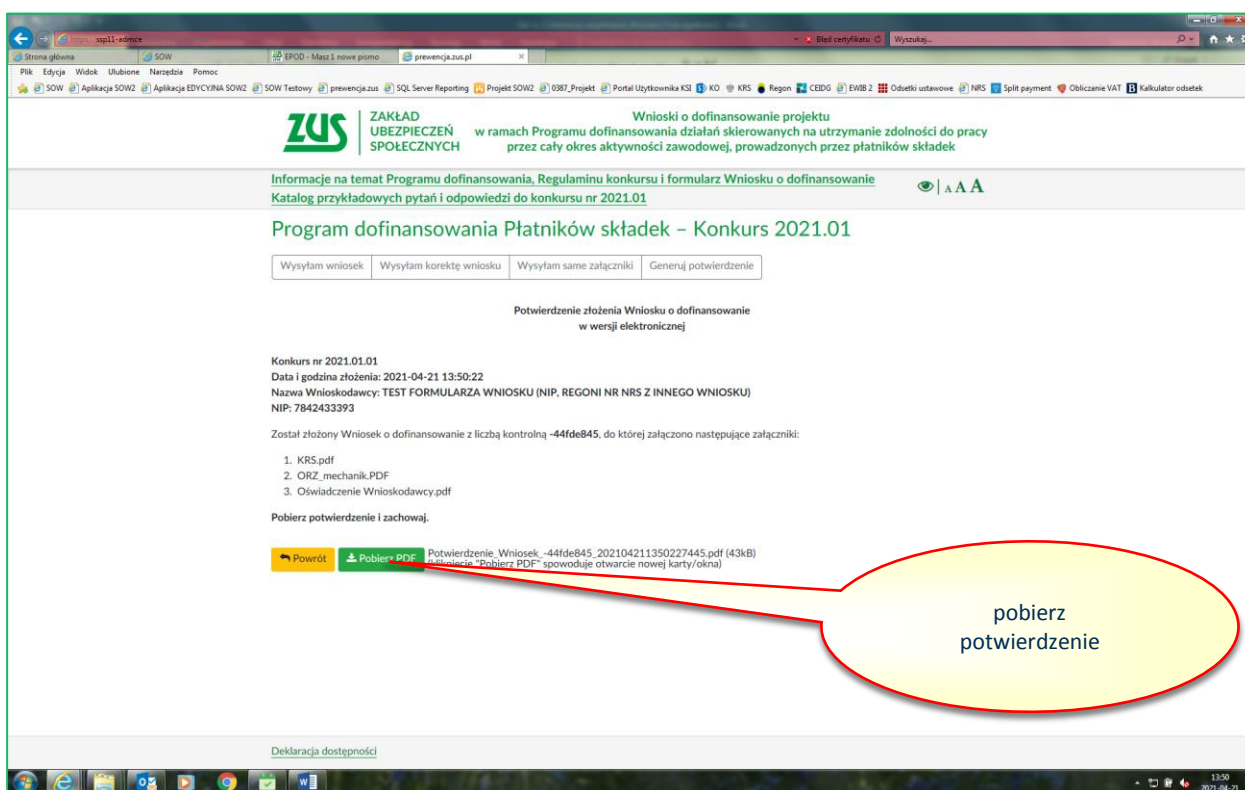 ssp11-admce
Błąd certyfikatu
Wyszukaj...
Strona główna
SOW
EPOD - Masz 1 nowe pismo
prewencja.zus.pl
Plik Edycja Widok Ulubione Narzędzia Pomoc
SOW Aplikacja SOW2 Aplikacja EDYCYJNA SOW2 SOW Testowy prewencja.zus SQL Server Reporting Projekt SOW2 0387_Projekt Portal Użytkownika KSI KO KRS Regon CEIDG EWIB 2 Odsetki ustawowe NRS Split payment Obliczanie VAT Kalkulator odsetek
ZUS
ZAKŁAD
UBEZPIECZEŃ
SPOŁECZNYCH
Wnioski o dofinansowanie projektu
w ramach Programu dofinansowania działań skierowanych na utrzymanie zdolności do pracy
przez cały okres aktywności zawodowej, prowadzonych przez płatników składek
Informacje na temat Programu dofinansowania, Regulaminu konkursu i formularz Wniosku o dofinansowanie
Katalog przykładowych pytań i odpowiedzi do konkursu nr 2021.01
| A A A
Program dofinansowania Płatników składek – Konkurs 2021.01
Wysyłam wniosek Wysyłam korektę wniosku Wysyłam same załączniki Generuj potwierdzenie
Potwierdzenie złożenia Wniosku o dofinansowanie
w wersji elektronicznej
Konkurs nr 2021.01.01
Data i godzina złożenia: 2021-04-21 13:50:22
Nazwa Wnioskodawcy: TEST FORMULARZA WNIOSKU (NIP, REGONI NR NRS Z INNEGO WNIOSKU)
NIP: 7842433393
Został złożony Wniosek o dofinansowanie z liczbą kontrolną -44fde845, do której załączono następujące załączniki:
1. KRS.pdf
2. ORZ_mechanik.PDF
3. Oświadczenie Wnioskodawcy.pdf
Pobierz potwierdzenie i zachowaj.
Powrót
Pobierz PDF
Potwierdzenie_Wniosek_-44fde845_202104211350227445.pdf (43kB)
(kliknięcie "Pobierz PDF" spowoduje otwarcie nowej karty/okna)
pobierz
potwierdzenie
Deklaracja dostępności
13:50
2021-04-21